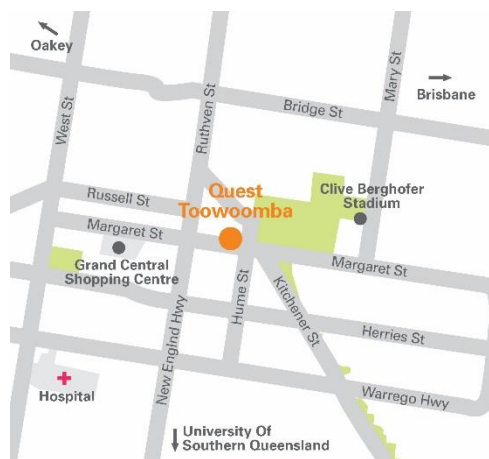 Oakey
Brisbane
West St
Ruthven St
Mary St
Bridge St
Russell St
Quest
Toowoomba
Clive Berghofer
Stadium
Margaret St
Grand Central
Shopping Centre
Margaret St
New Englnd Hwy
Hume St
Kitchener St
Herries St
Hospital
Warrego Hwy
University Of
Southern Queensland